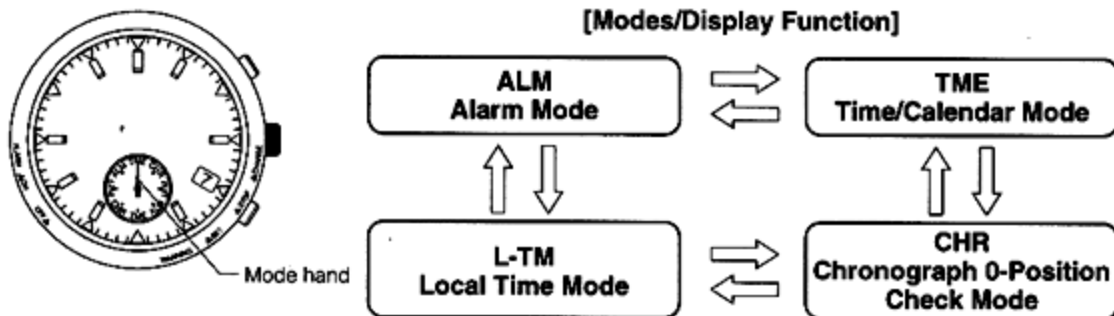 [Modes/Display Function]
ALM
Alarm Mode
TME
Time/Calendar Mode
L-TM
Local Time Mode
CHR
Chronograph 0-Position
Check Mode
7
Mode hand